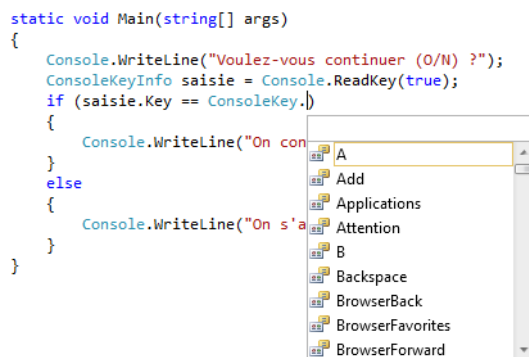 static void Main(string[] args)
{
    Console.WriteLine("Voulez-vous continuer (O/N) ?");
    ConsoleKeyInfo saisie = Console.ReadKey(true);
    if (saisie.Key == ConsoleKey.)
    {
        Console.WriteLine("On con
    }
    else
    {
        Console.WriteLine("On s'a
    }
}
A
Add
Applications
Attention
B
Backspace
BrowserBack
BrowserFavorites
BrowserForward